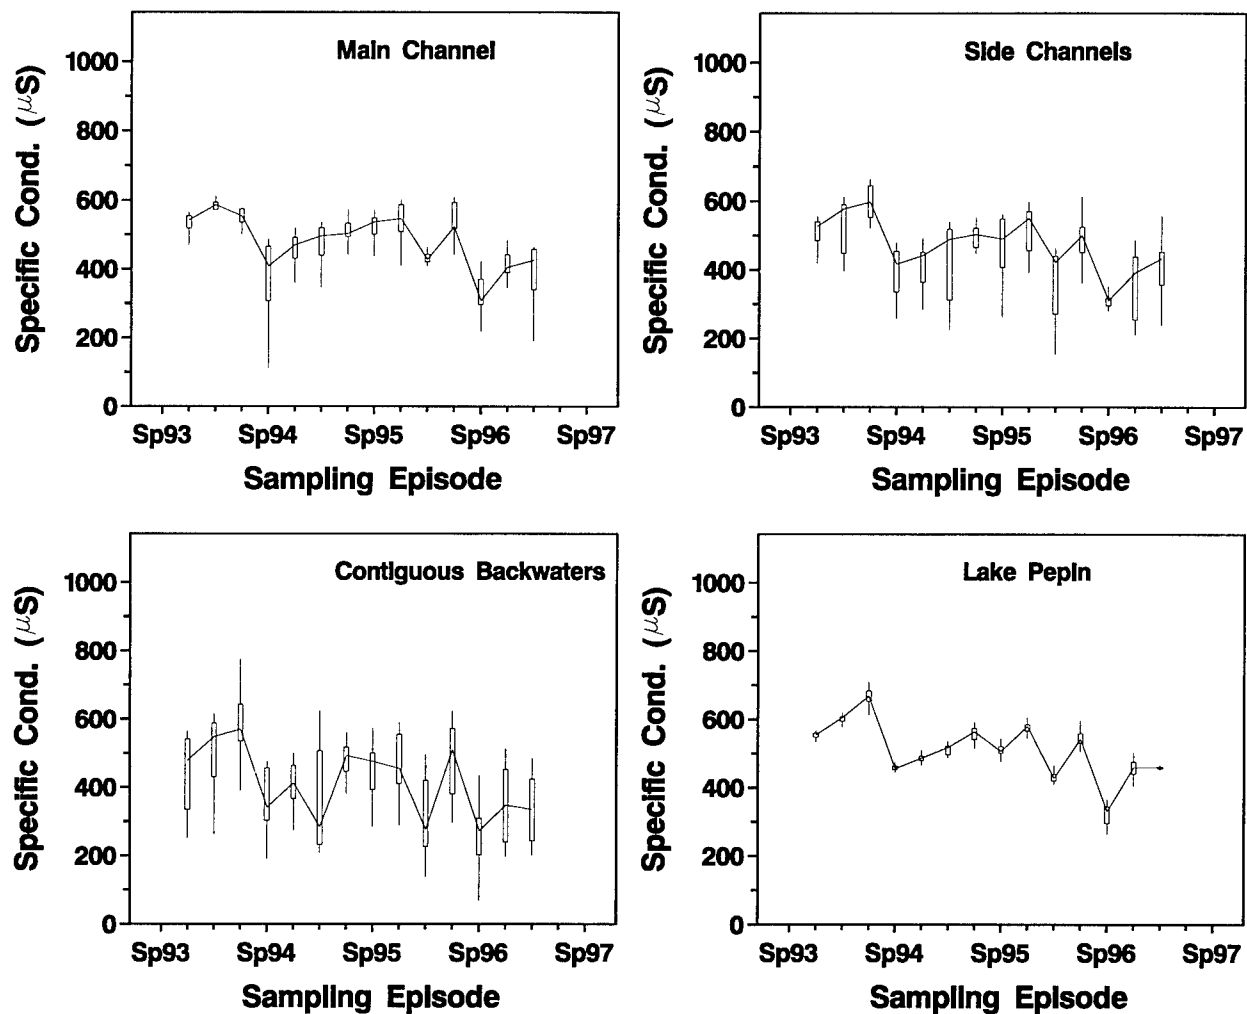 Main Channel
Specific Cond. (μS)
1000
800
600
400
200
0
Sp93 Sp94 Sp95 Sp96 Sp97
Sampling Episode
Side Channels
Specific Cond. (μS)
1000
800
600
400
200
0
Sp93 Sp94 Sp95 Sp96 Sp97
Sampling Episode
Contiguous Backwaters
Specific Cond. (μS)
1000
800
600
400
200
0
Sp93 Sp94 Sp95 Sp96 Sp97
Sampling Episode
Lake Pepin
Specific Cond. (μS)
1000
800
600
400
200
0
Sp93 Sp94 Sp95 Sp96 Sp97
Sampling Episode